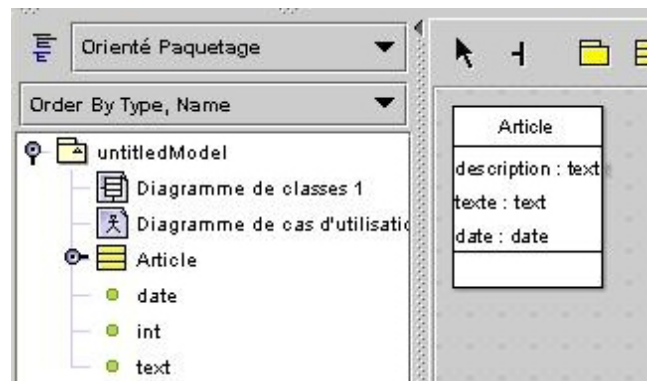 Orienté Paquetage
Order By Type, Name
untitledModel
Diagramme de classes 1
Diagramme de cas d'utilisatio
Article
date
int
text
Article
description : text
texte : text
date : date